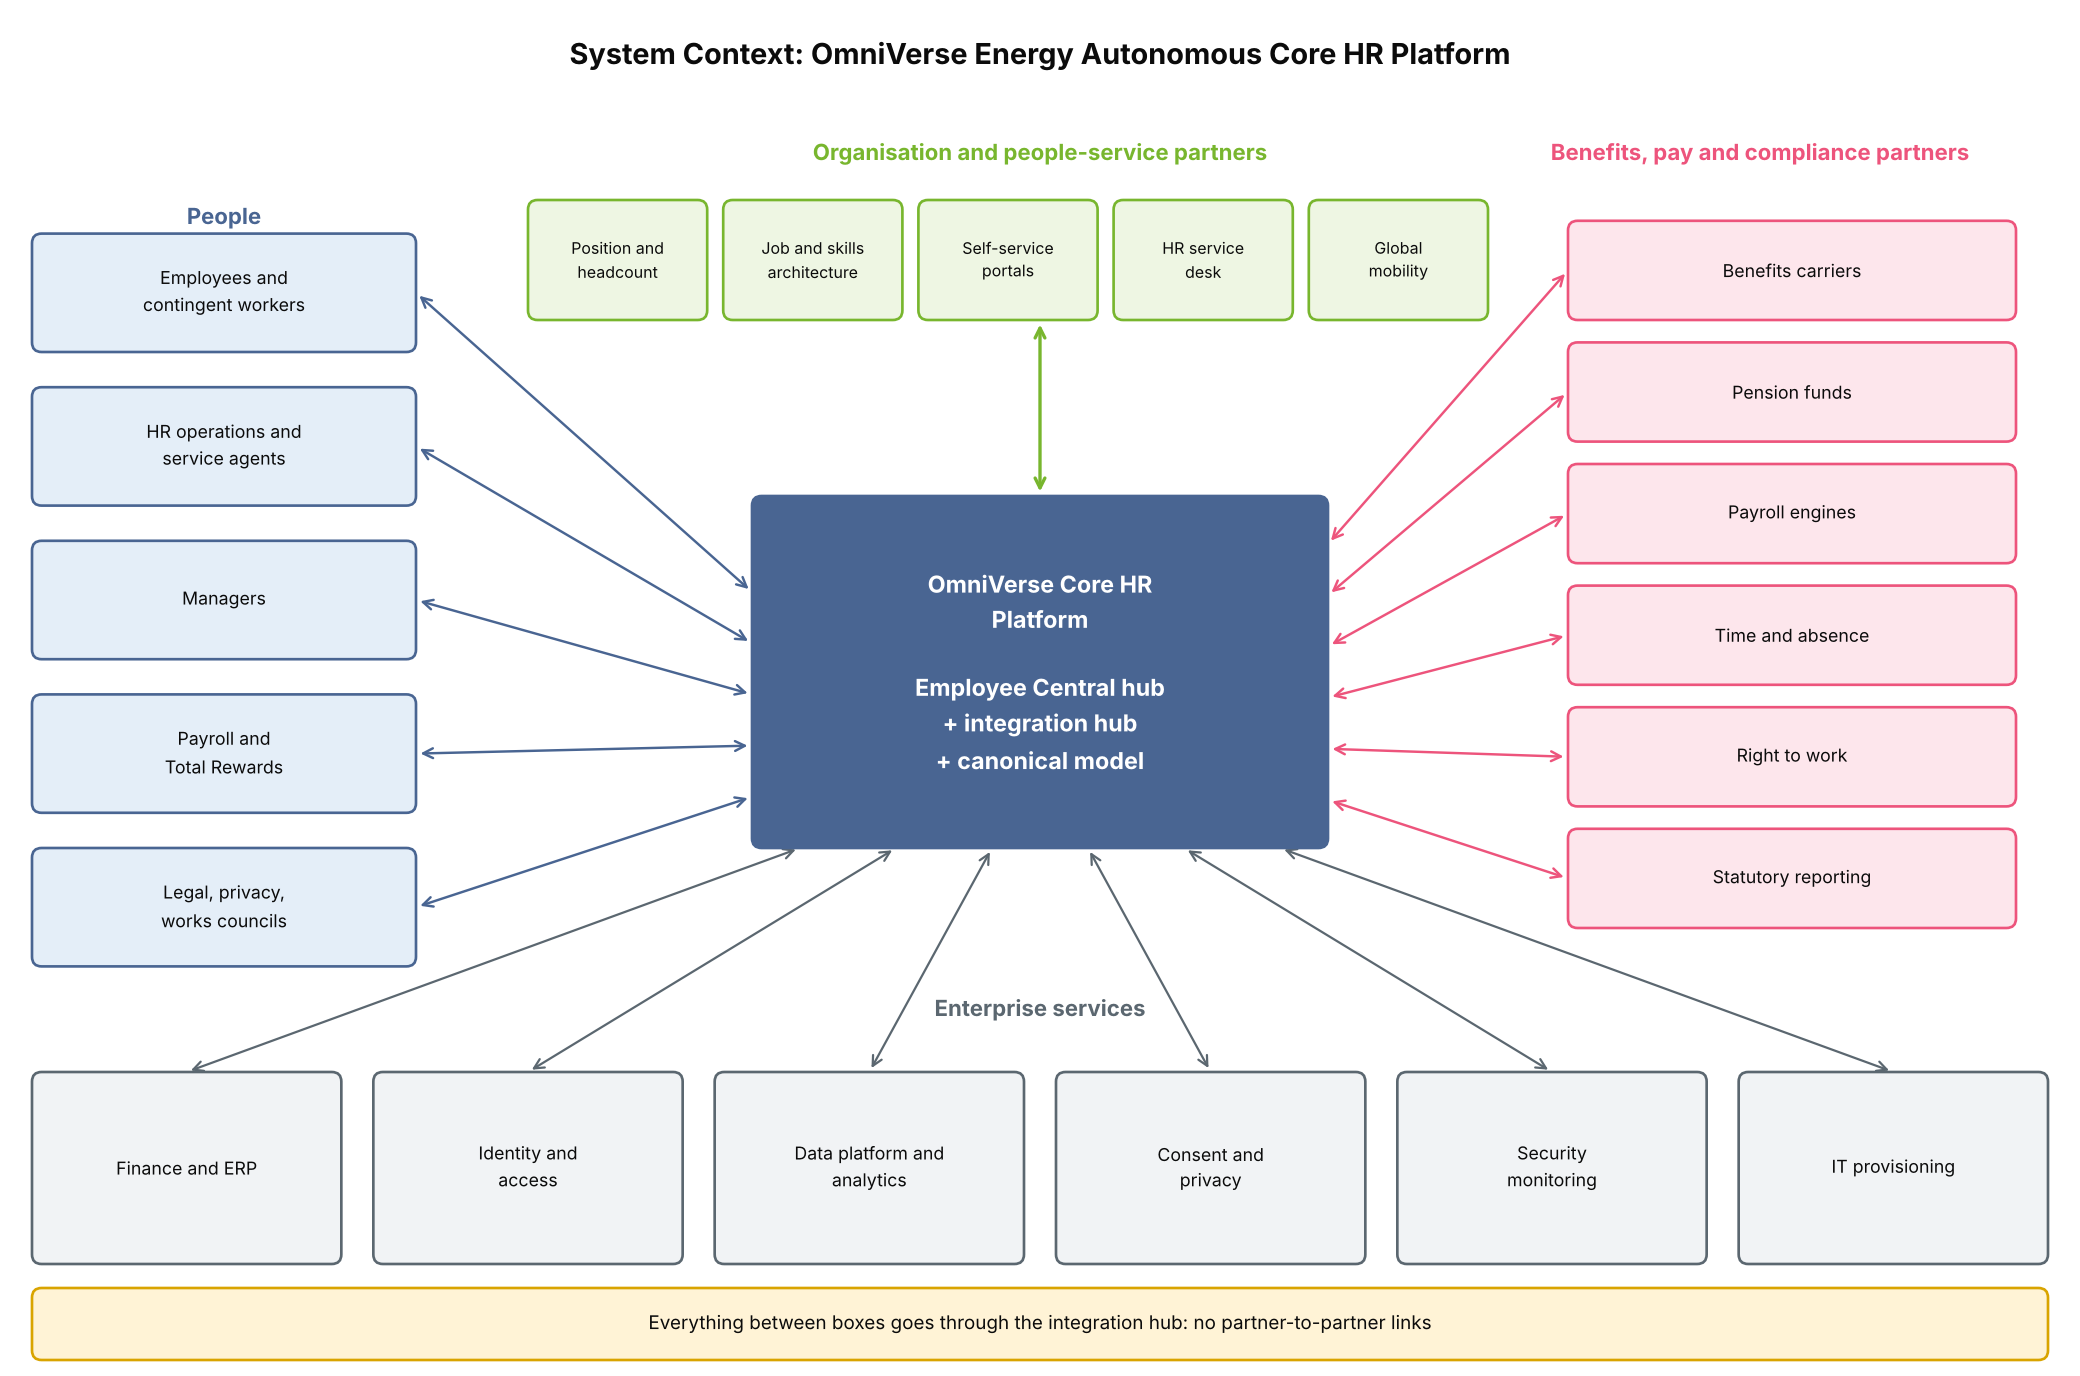 System Context: OmniVerse Energy Autonomous Core HR Platform
Organisation and people-service partners
Benefits, pay and compliance partners
People
Employees and
contingent workers
HR operations and
service agents
Managers
Payroll and
Total Rewards
Legal, privacy,
works councils
Position and
headcount
Job and skills
architecture
Self-service
portals
HR service
desk
Global
mobility
OmniVerse Core HR
Platform
Employee Central hub
+ integration hub
+ canonical model
Benefits carriers
Pension funds
Payroll engines
Time and absence
Right to work
Statutory reporting
Enterprise services
Finance and ERP
Identity and
access
Data platform and
analytics
Consent and
privacy
Security
monitoring
IT provisioning
Everything between boxes goes through the integration hub: no partner-to-partner links